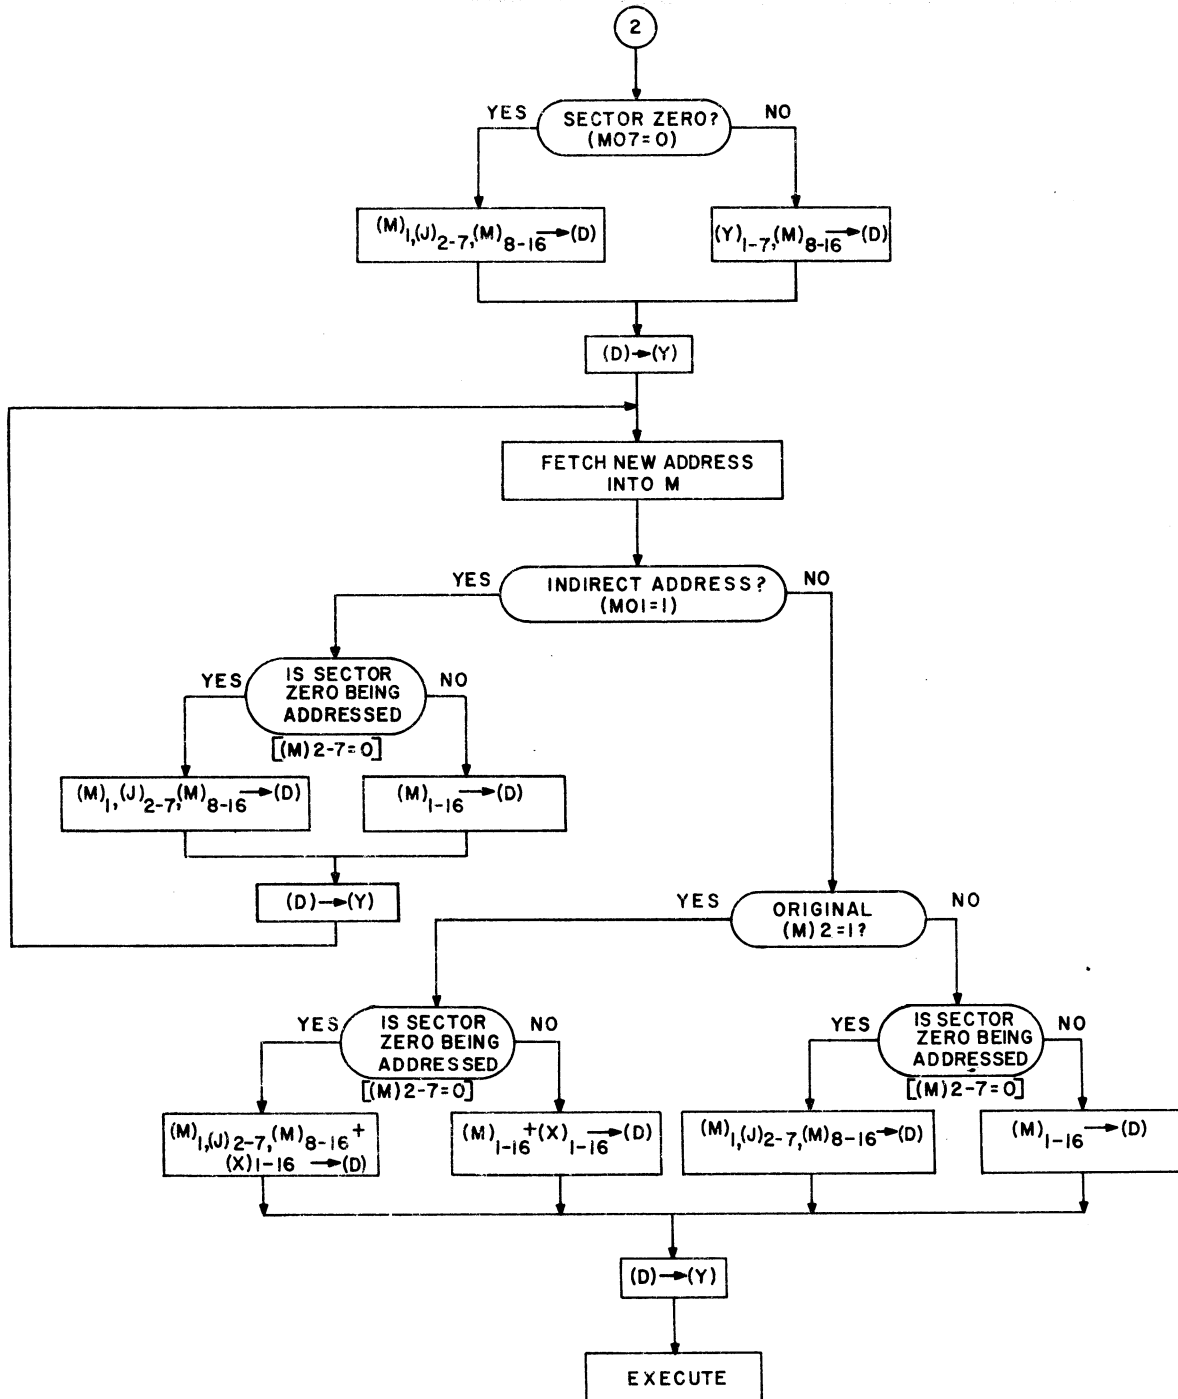 2
YES
SECTOR ZERO?
(M07=0)
NO
(M)1,(J)2-7,(M)8-16 → (D)
(Y)1-7,(M)8-16 → (D)
(D) → (Y)
FETCH NEW ADDRESS
INTO M
YES
INDIRECT ADDRESS?
(M01=1)
NO
YES
IS SECTOR
ZERO BEING
ADDRESSED
NO
[(M)2-7=0]
(M)1,(J)2-7,(M)8-16 → (D)
(M)1-16 → (D)
(D) → (Y)
YES
ORIGINAL
(M)2=1?
NO
YES
IS SECTOR
ZERO BEING
ADDRESSED
NO
[(M)2-7=0]
YES
IS SECTOR
ZERO BEING
ADDRESSED
NO
[(M)2-7=0]
(M)1,(J)2-7,(M)8-16 +
(X)1-16 → (D)
(M)1-16 + (X)1-16 → (D)
(M)1,(J)2-7,(M)8-16 → (D)
(M)1-16 → (D)
(D) → (Y)
EXECUTE